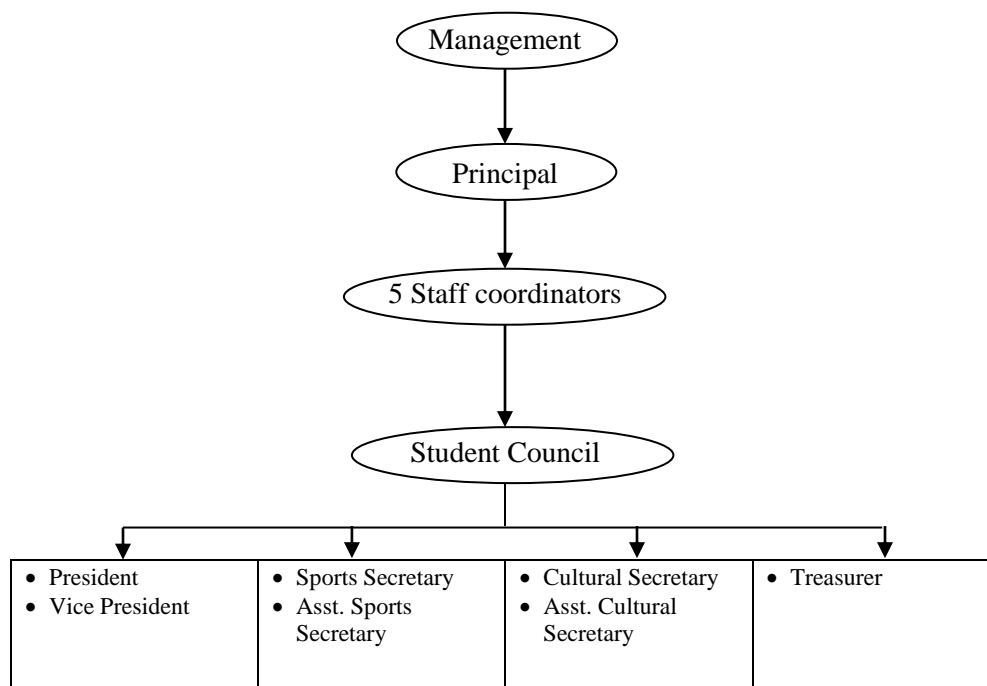 Management
Principal
5 Staff coordinators
Student Council
• President
• Vice President
• Sports Secretary
• Asst. Sports
Secretary
• Cultural Secretary
• Asst. Cultural
Secretary
• Treasurer